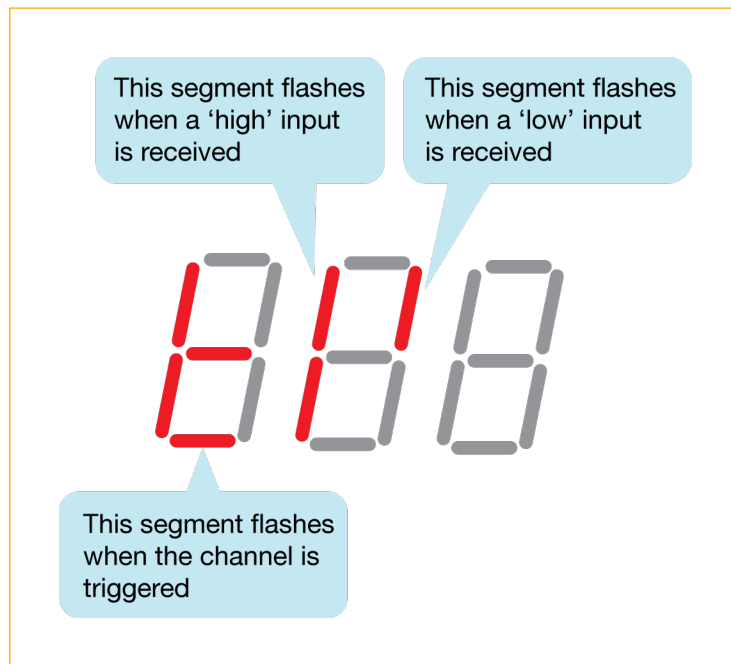 This segment flashes
when a ‘high’ input
is received
This segment flashes
when a ‘low’ input
is received
This segment flashes
when the channel is
triggered